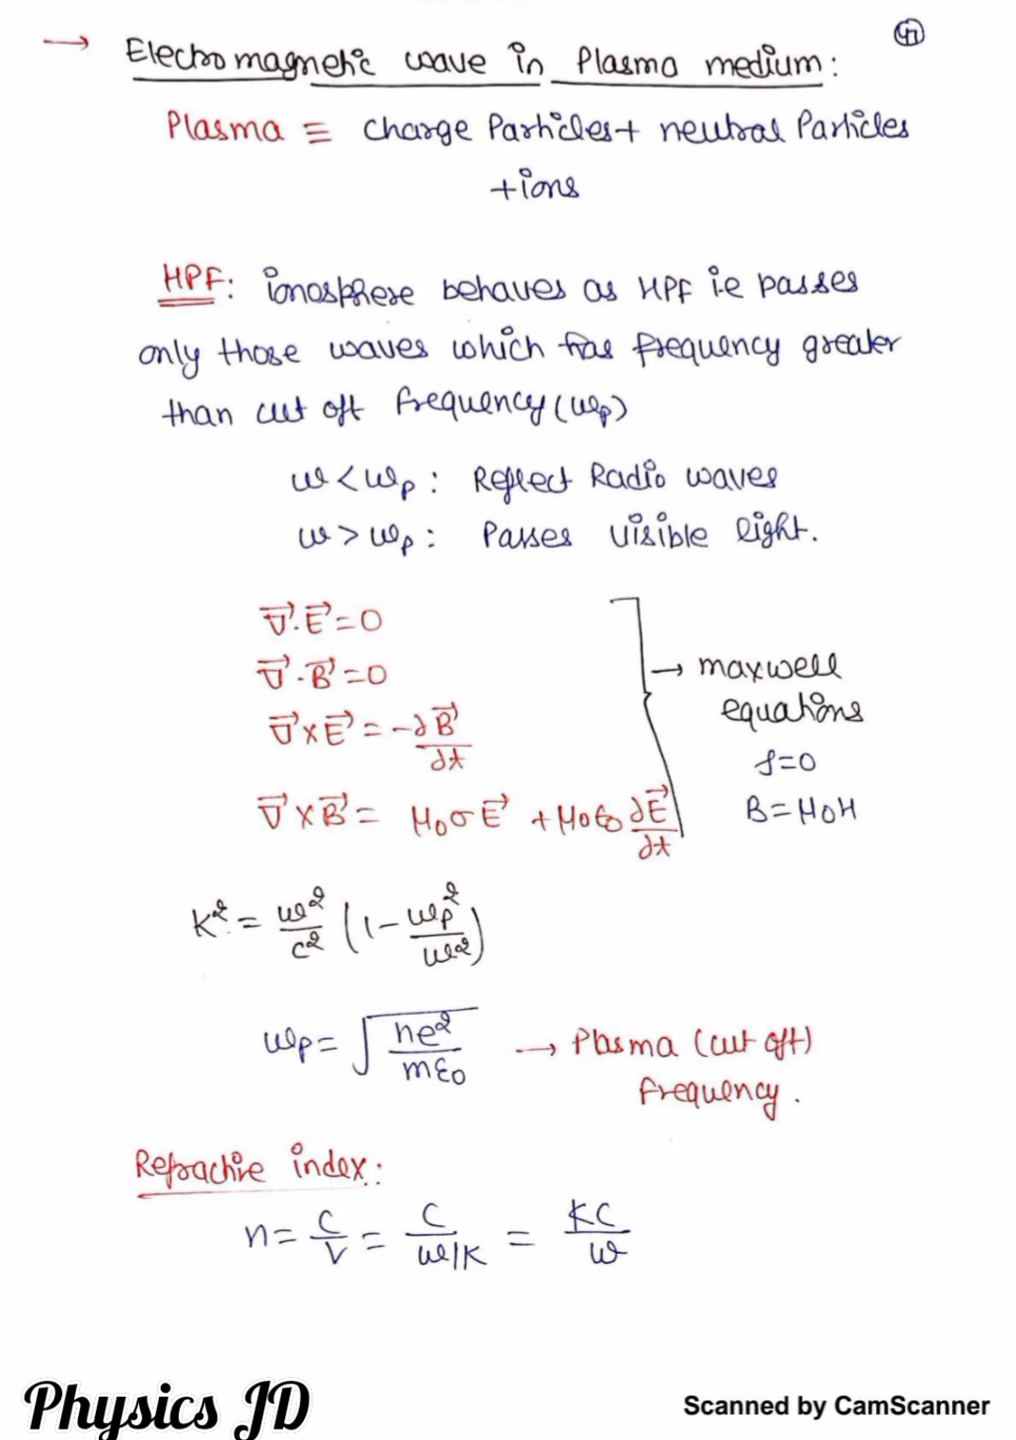 → Electromagnetic wave in Plasma medium:
Plasma ≡ charge Particles + neutral Particles
+ions
HPF: ionosphere behaves as HPF i.e passes
only those waves which has frequency greater
than cut off frequency (ωp)
ω < ωp : Reflect Radio waves
ω > ωp : Passes visible light.
∇⃗·E⃗ = 0
∇⃗·B⃗ = 0
→ maxwell
equations
∇⃗×E⃗ = -∂B⃗/∂t
ρ=0
∇⃗×B⃗ = μ0σE⃗ + μ0ε0 ∂E⃗/∂t
B=μ0H
K² = ω²/c² (1 - ωp²/ω²)
ωp = √(ne²/mε0) → Plasma (cut off)
frequency.
Refractive index:
n = c/v = c/ω/K = KC/ω
Physics JD
Scanned by CamScanner